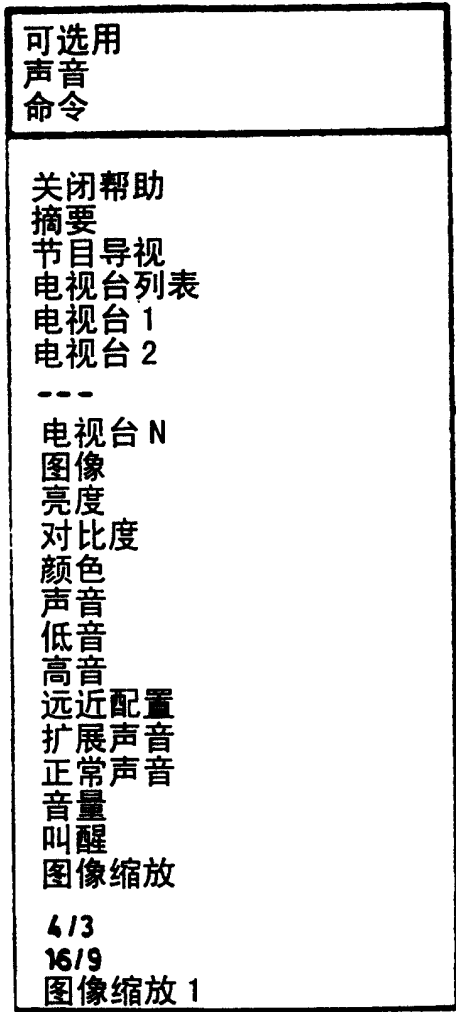 可选用
声音
命令
关闭帮助
摘要
节目导视
电视台列表
电视台 1
电视台 2
---
电视台 N
图像
亮度
对比度
颜色
声音
低音
高音
远近配置
扩展声音
正常声音
音量
叫醒
图像缩放
4/3
16/9
图像缩放 1